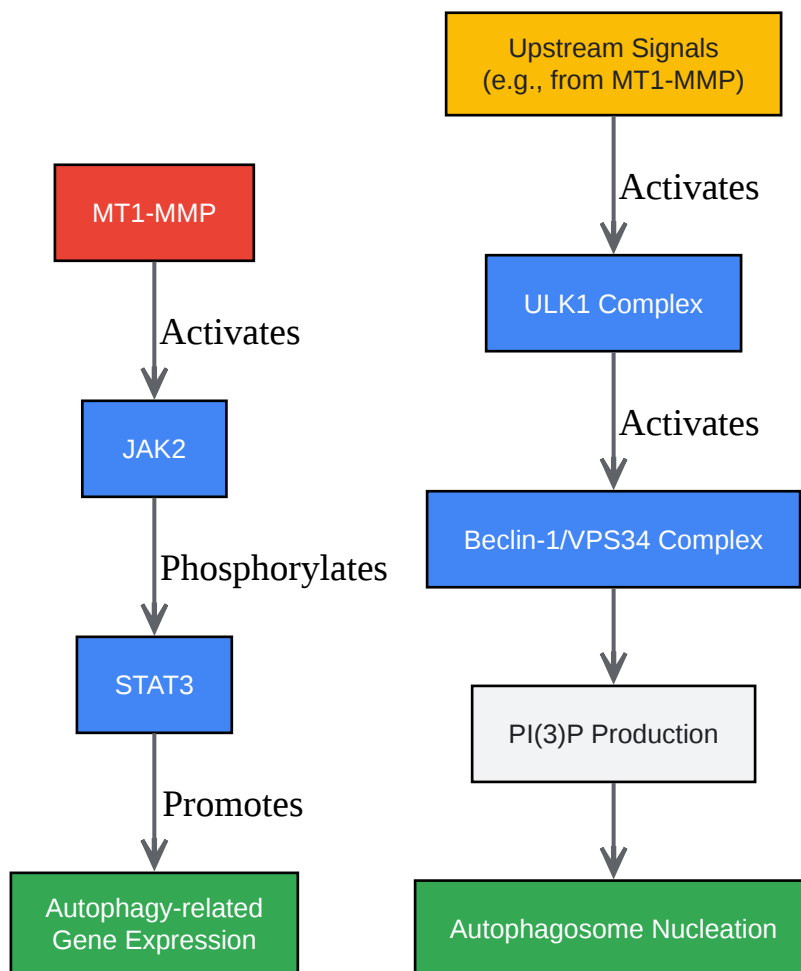 MT1-MMP
Activates
JAK2
Phosphorylates
STAT3
Promotes
Autophagy-related
Gene Expression
Upstream Signals
(e.g., from MT1-MMP)
Activates
ULK1 Complex
Activates
Beclin-1/VPS34 Complex
PI(3)P Production
Autophagosome Nucleation